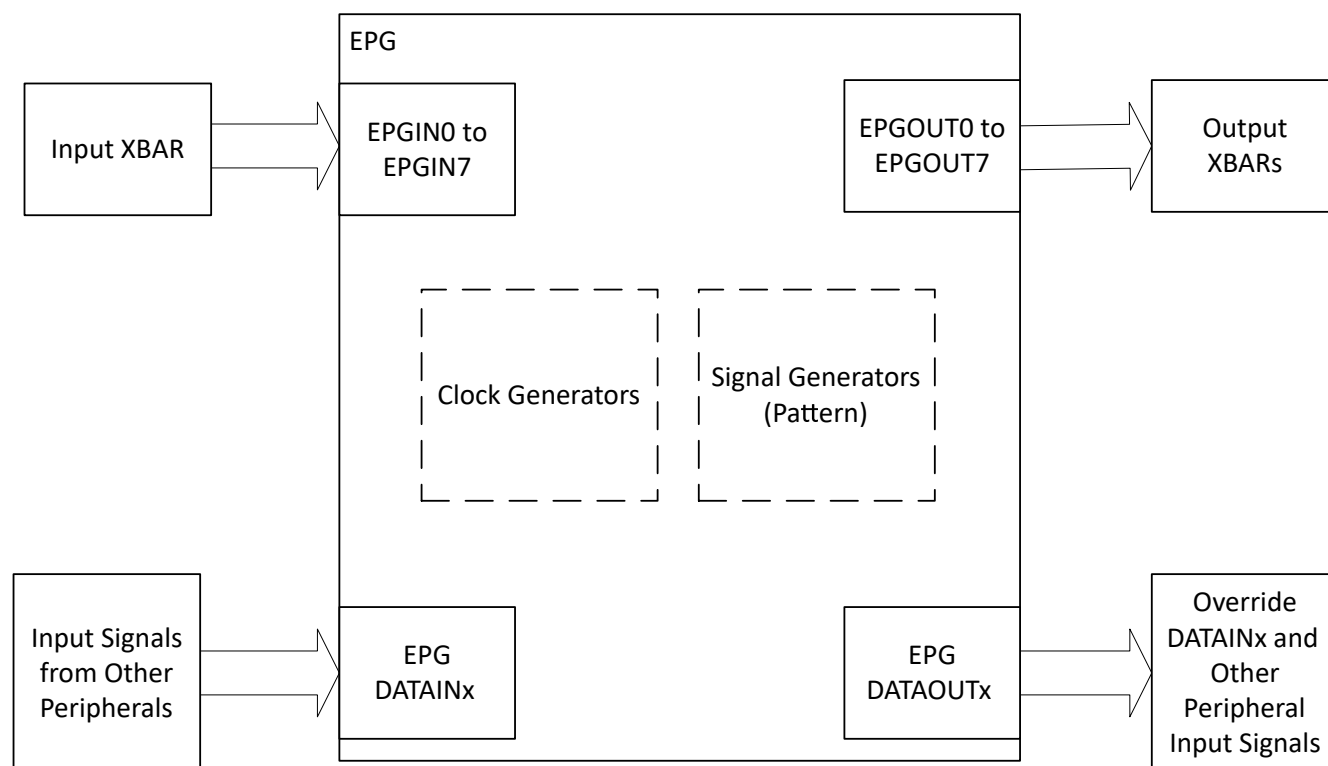 EPG
Input XBAR
EPGIN0 to
EPGIN7
EPGOUT0 to
EPGOUT7
Output
XBARs
Clock Generators
Signal Generators
(Pattern)
Input Signals
from Other
Peripherals
EPG
DATAINx
EPG
DATAOUTx
Override
DATAINx and
Other
Peripheral
Input Signals